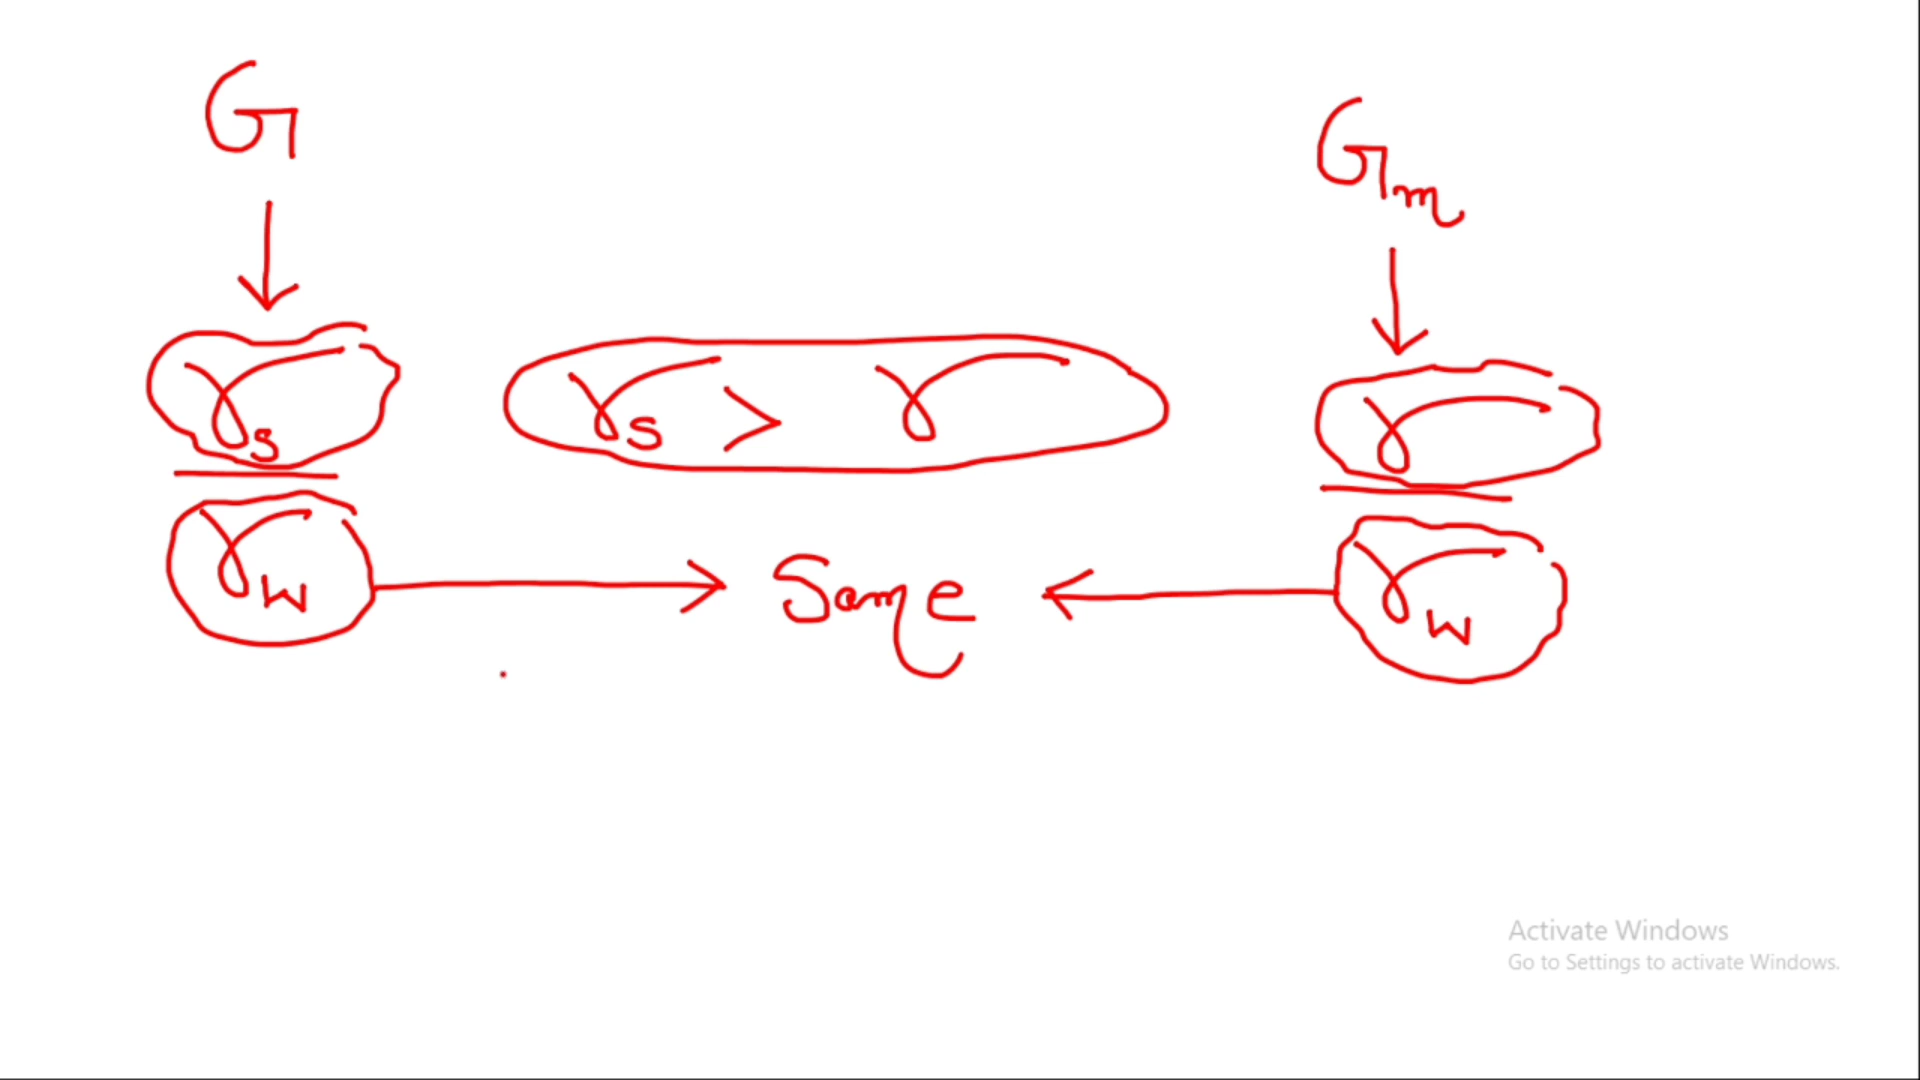 G
Gm
γs
γs > γ
γ
γw
Same
γw
Activate Windows
Go to Settings to activate Windows.